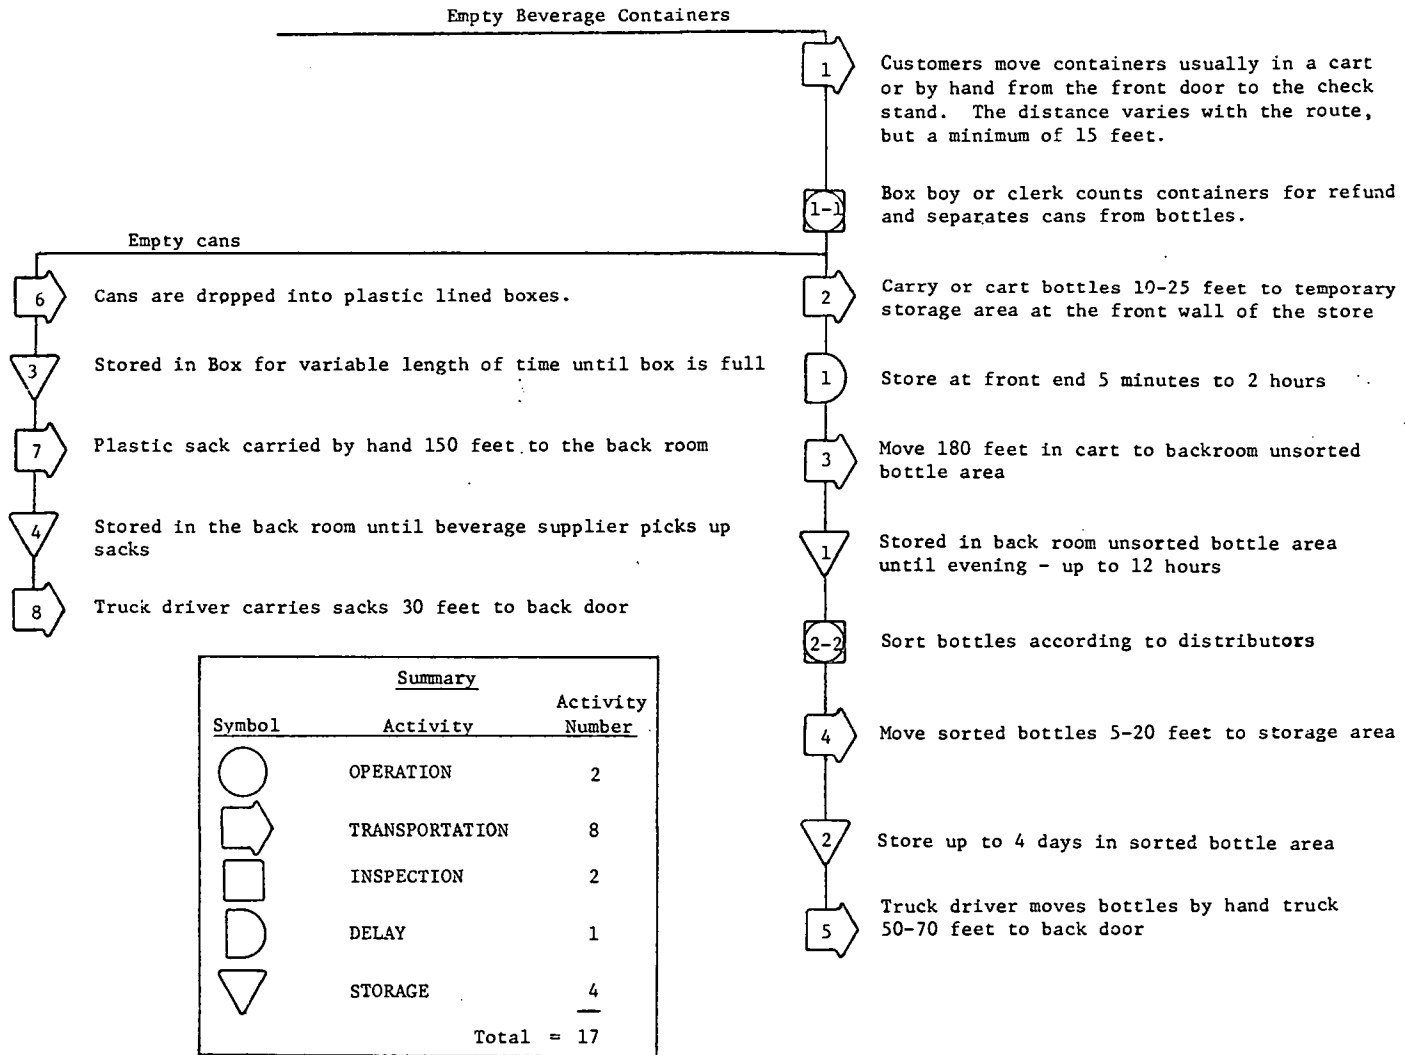 Empty Beverage Containers
1
Customers move containers usually in a cart
or by hand from the front door to the check
stand. The distance varies with the route,
but a minimum of 15 feet.
1-1
Box boy or clerk counts containers for refund
and separates cans from bottles.
Empty cans
6
Cans are dropped into plastic lined boxes.
3
Stored in Box for variable length of time until box is full
7
Plastic sack carried by hand 150 feet to the back room
4
Stored in the back room until beverage supplier picks up
sacks
8
Truck driver carries sacks 30 feet to back door
2
Carry or cart bottles 10-25 feet to temporary
storage area at the front wall of the store
1
Store at front end 5 minutes to 2 hours
3
Move 180 feet in cart to backroom unsorted
bottle area
1
Stored in back room unsorted bottle area
until evening - up to 12 hours
2-2
Sort bottles according to distributors
4
Move sorted bottles 5-20 feet to storage area
2
Store up to 4 days in sorted bottle area
5
Truck driver moves bottles by hand truck
50-70 feet to back door
Summary
Activity
Symbol Activity Number
OPERATION 2
TRANSPORTATION 8
INSPECTION 2
DELAY 1
STORAGE 4
Total = 17